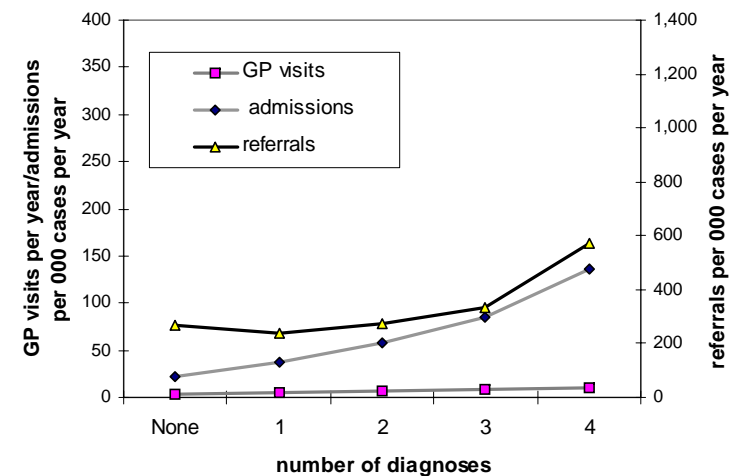 GP visits per year/admissions
per 000 cases per year
400
350
300
250
200
150
100
50
0
GP visits
admissions
referrals
1,400
1,200
1,000
800
600
400
200
0
referrals per 000 cases per year
None 1 2 3 4
number of diagnoses